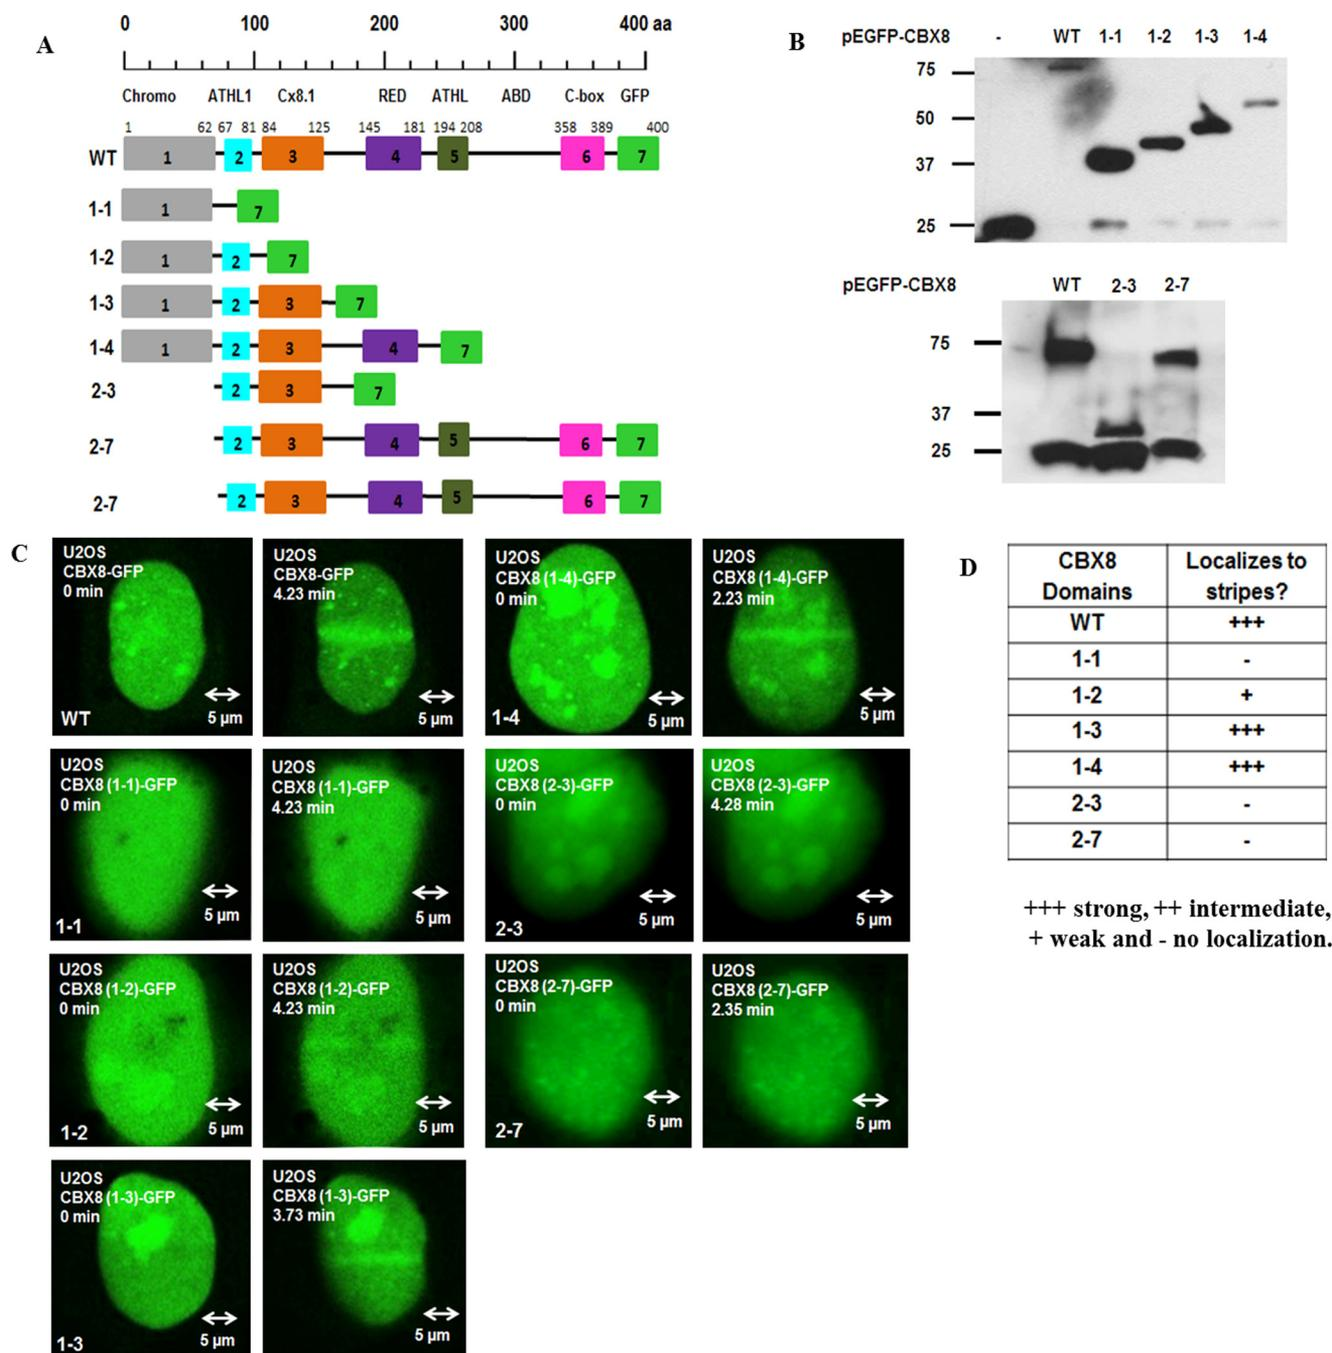 A
0 100 200 300 400 aa
Chromo ATHL1 Cx8.1 RED ATHL ABD C-box GFP
1 62 67 81 84 125 145 181 194 208 358 389 400
WT 1 2 3 4 5 6 7
1-1 1 7
1-2 1 2 7
1-3 1 2 3 7
1-4 1 2 3 4 7
2-3 2 3 7
2-7 2 3 4 5 6 7
2-7 2 3 4 5 6 7
B
pEGFP-CBX8 - WT 1-1 1-2 1-3 1-4
75
50
37
25
pEGFP-CBX8 WT 2-3 2-7
75
37
25
C
U2OS
CBX8-GFP
0 min
5 µm
WT
U2OS
CBX8-GFP
4.23 min
5 µm
U2OS
CBX8 (1-4)-GFP
0 min
5 µm
1-4
U2OS
CBX8 (1-4)-GFP
2.23 min
5 µm
U2OS
CBX8 (1-1)-GFP
0 min
5 µm
1-1
U2OS
CBX8 (1-1)-GFP
4.23 min
5 µm
U2OS
CBX8 (2-3)-GFP
0 min
5 µm
2-3
U2OS
CBX8 (2-3)-GFP
4.28 min
5 µm
U2OS
CBX8 (1-2)-GFP
0 min
5 µm
1-2
U2OS
CBX8 (1-2)-GFP
4.23 min
5 µm
U2OS
CBX8 (2-7)-GFP
0 min
5 µm
2-7
U2OS
CBX8 (2-7)-GFP
2.35 min
5 µm
U2OS
CBX8 (1-3)-GFP
0 min
5 µm
1-3
U2OS
CBX8 (1-3)-GFP
3.73 min
5 µm
D
CBX8 Localizes to
Domains stripes?
WT +++
1-1 -
1-2 +
1-3 +++
1-4 +++
2-3 -
2-7 -
+++ strong, ++ intermediate,
+ weak and - no localization.